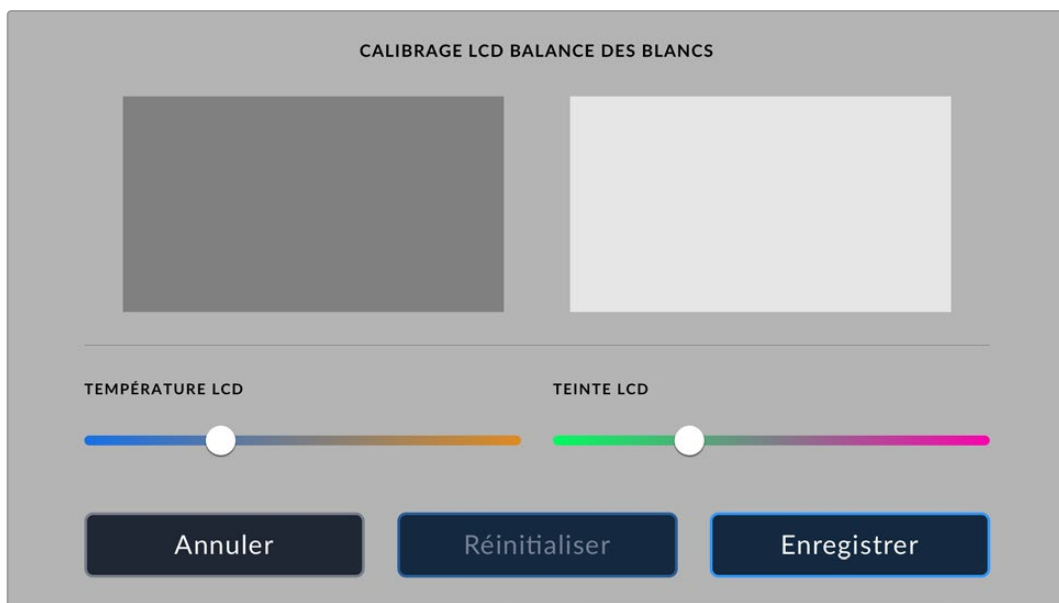 CALIBRAGE LCD BALANCE DES BLANCS
TEMPÉRATURE LCD
TEINTE LCD
Annuler
Réinitialiser
Enregistrer